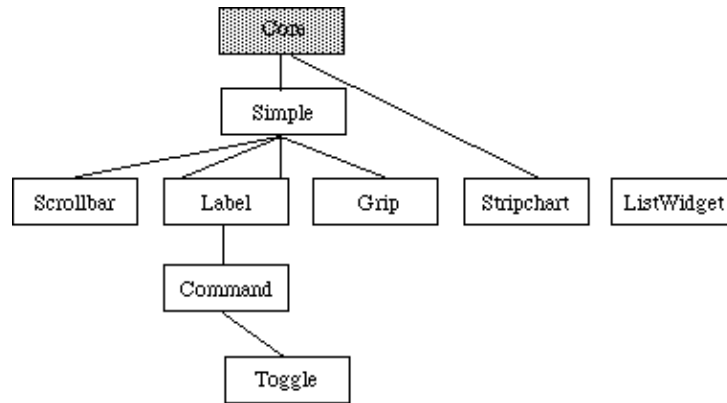 Core
Simple
Scrollbar
Label
Grip
Stripchart
ListWidget
Command
Toggle